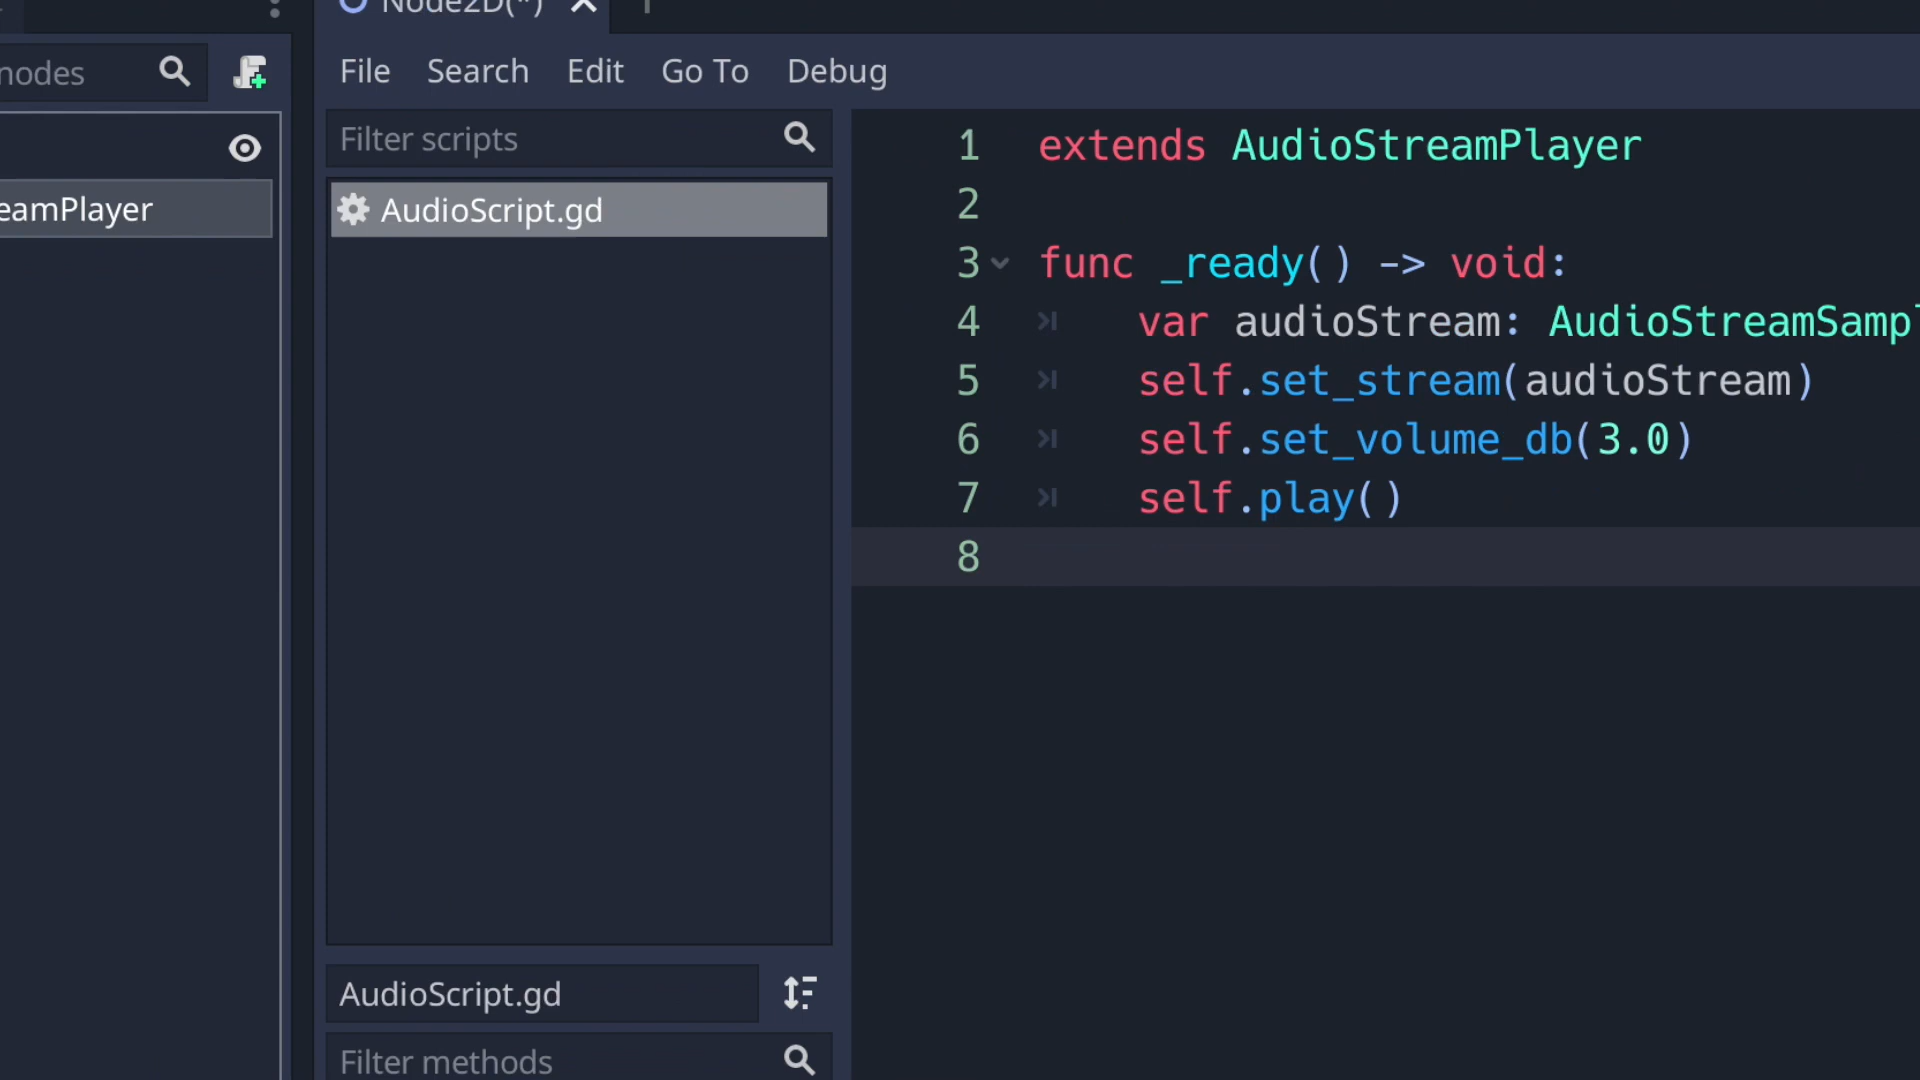 Node2D(*)
nodes
File Search Edit Go To Debug
Filter scripts
eamPlayer
AudioScript.gd
1 extends AudioStreamPlayer
2
3 func _ready() -> void:
4 var audioStream: AudioStreamSampl
5 self.set_stream(audioStream)
6 self.set_volume_db(3.0)
7 self.play()
8
AudioScript.gd
Filter methods